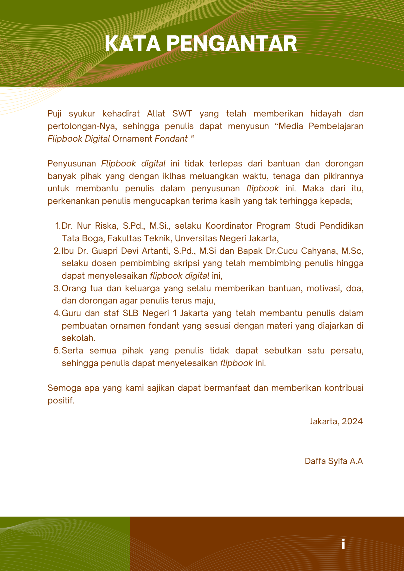 KATA PENGANTAR
Puji syukur kehadirat Allat SWT yang telah memberikan hidayah dan
pertolongan-Nya, sehingga penulis dapat menyusun “Media Pembelajaran
Flipbook Digital Ornament Fondant ”
Penyusunan Flipbook digital ini tidak terlepas dari bantuan dan dorongan
banyak pihak yang dengan iklhas meluangkan waktu, tenaga dan pikirannya
untuk membantu penulis dalam penyusunan flipbook ini. Maka dari itu,
perkenankan penulis mengucapkan terima kasih yang tak terhingga kepada,
1. Dr. Nur Riska, S.Pd., M.Si., selaku Koordinator Program Studi Pendidikan
Tata Boga, Fakultas Teknik, Unversitas Negeri Jakarta,
2. Ibu Dr. Guspri Devi Artanti, S.Pd., M.Si dan Bapak Dr.Cucu Cahyana, M.Sc,
selaku dosen pembimbing skripsi yang telah membimbing penulis hingga
dapat menyelesaikan flipbook digital ini,
3. Orang tua dan keluarga yang selalu memberikan bantuan, motivasi, doa,
dan dorongan agar penulis terus maju,
4. Guru dan staf SLB Negeri 1 Jakarta yang telah membantu penulis dalam
pembuatan ornamen fondant yang sesuai dengan materi yang diajarkan di
sekolah.
5. Serta semua pihak yang penulis tidak dapat sebutkan satu persatu,
sehingga penulis dapat menyelesaikan flipbook ini.
Semoga apa yang kami sajikan dapat bermanfaat dan memberikan kontribusi
positif.
Jakarta, 2024
Daffa Sylfa A.A
i